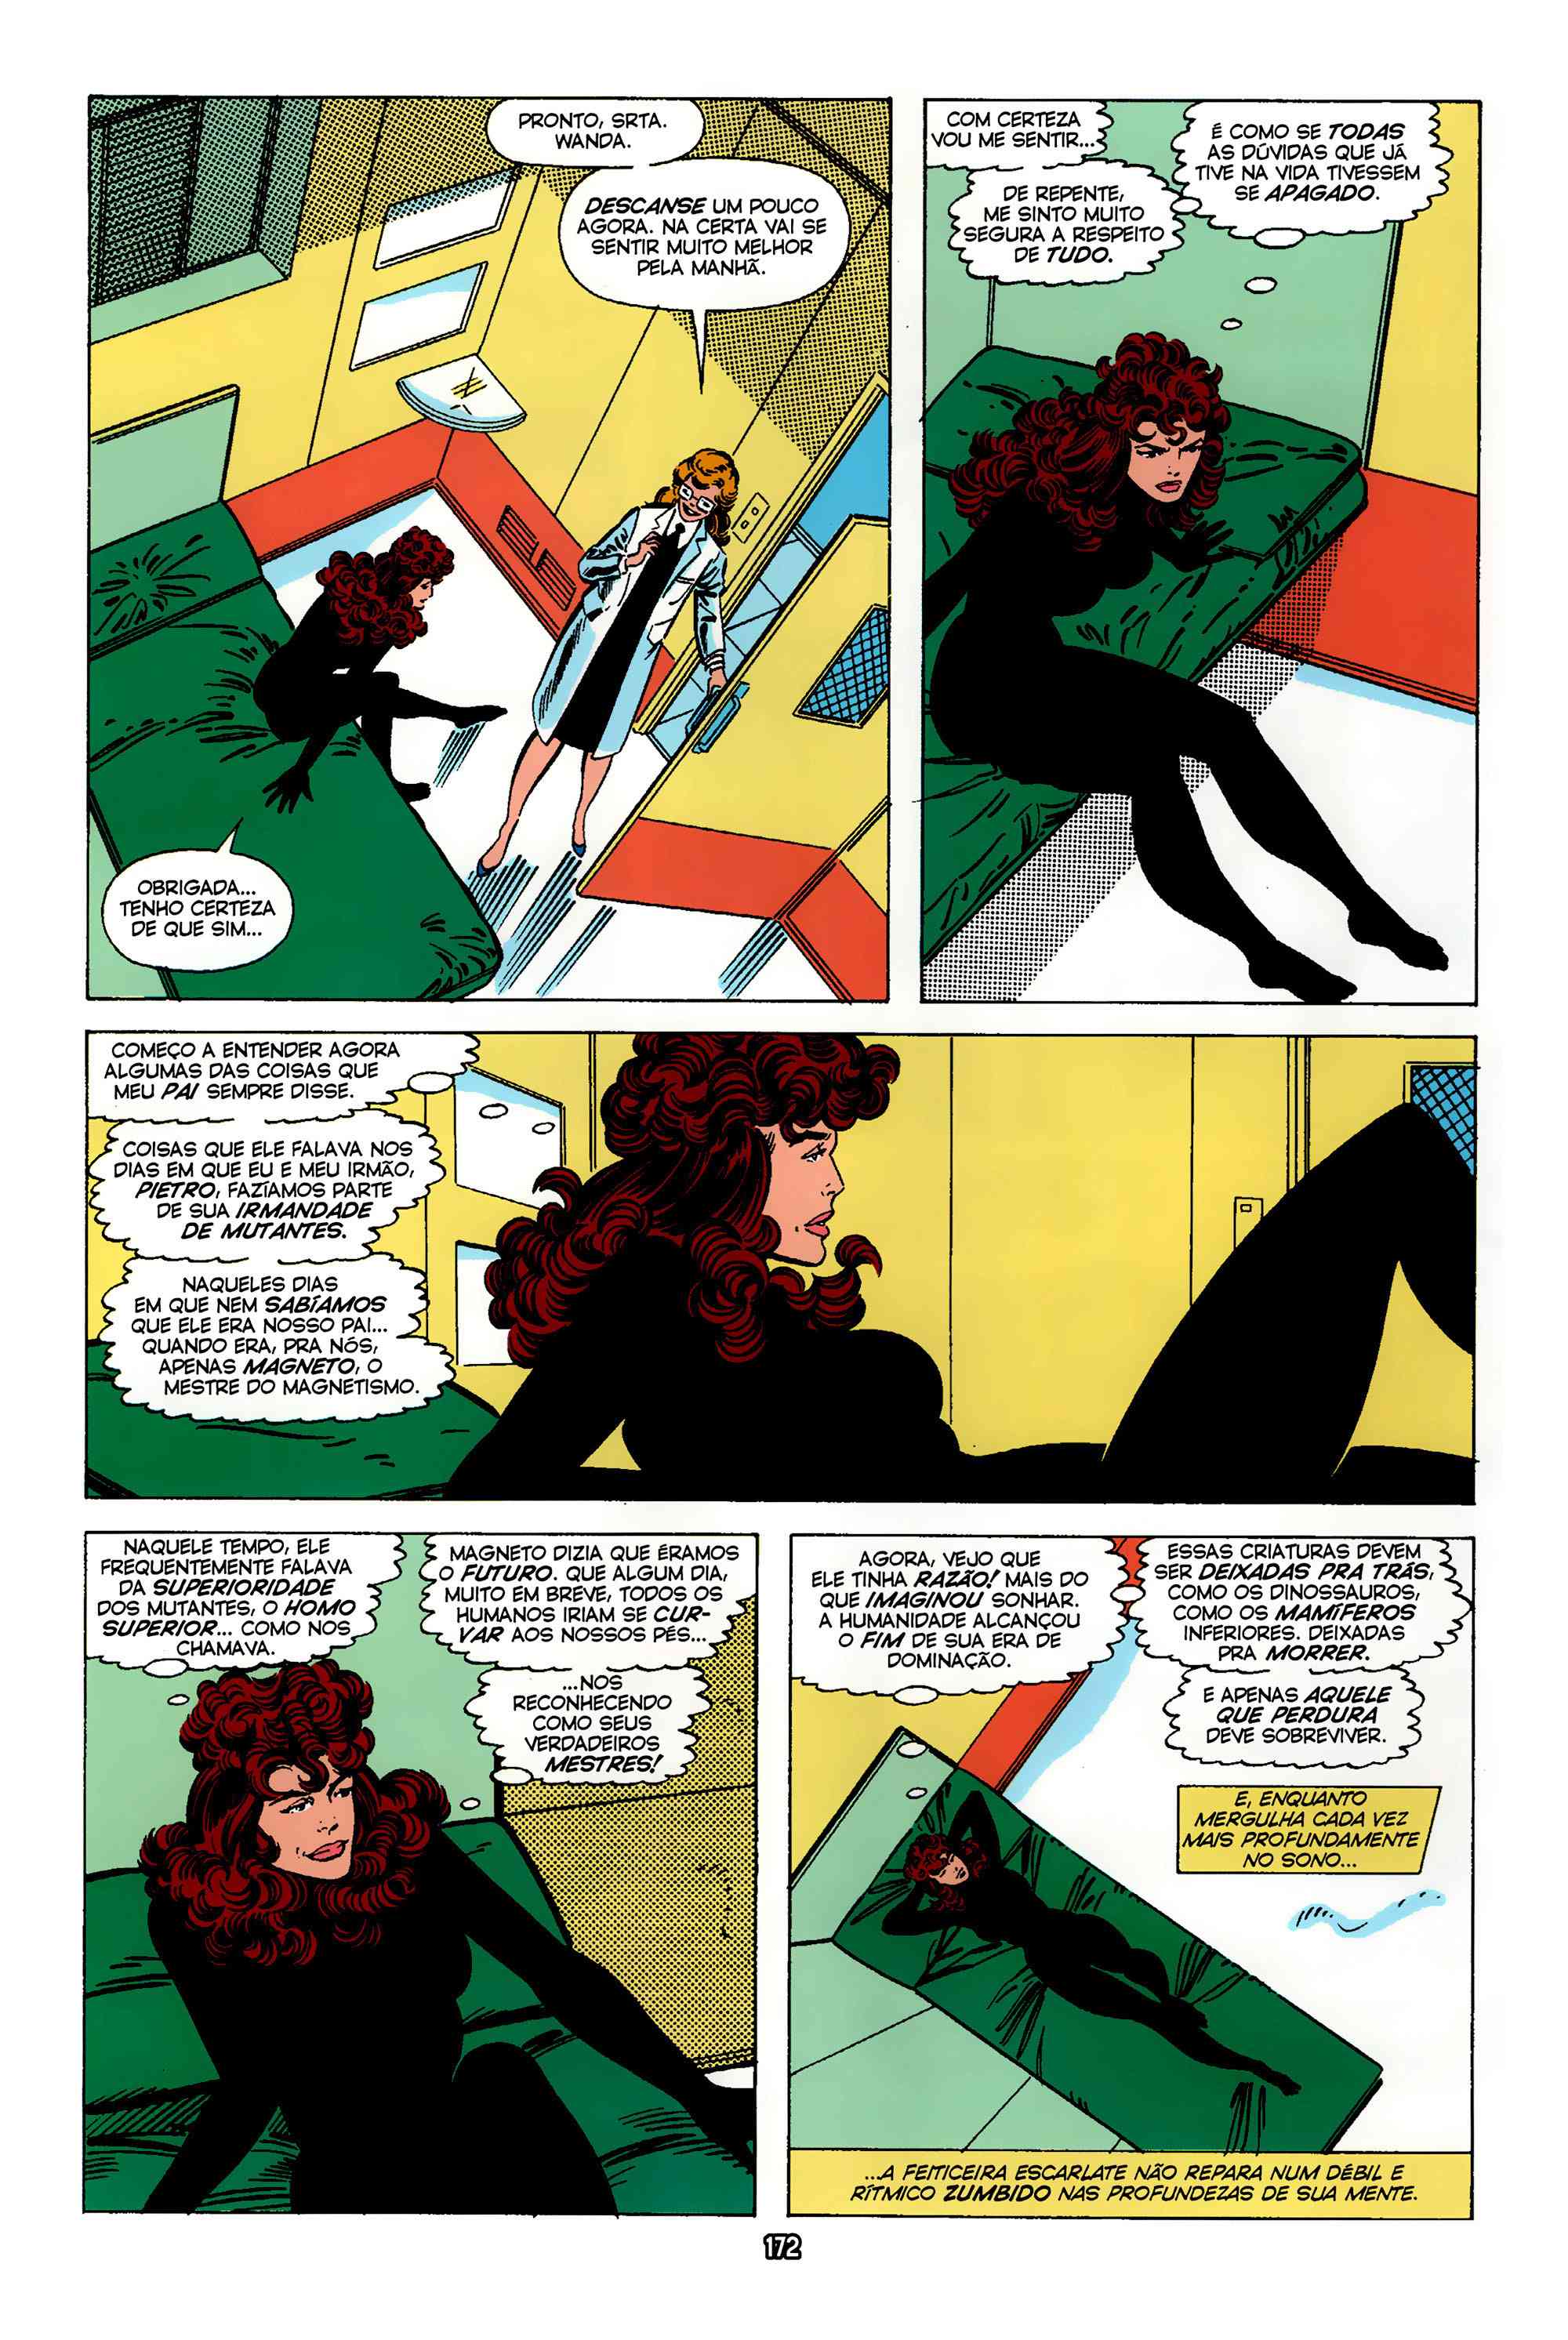 PRONTO, SRTA.
WANDA.
DESCANSE UM POUCO
AGORA. NA CERTA VAI SE
SENTIR MUITO MELHOR
PELA MANHÃ.
OBRIGADA...
TENHO CERTEZA
DE QUE SIM...
COM CERTEZA
VOU ME SENTIR...
DE REPENTE,
ME SINTO MUITO
SEGURA A RESPEITO
DE TUDO.
É COMO SE TODAS
AS DÚVIDAS QUE JÁ
TIVE NA VIDA TIVESSEM
SE APAGADO.
COMEÇO A ENTENDER AGORA
ALGUMAS DAS COISAS QUE
MEU PAI SEMPRE DISSE.
COISAS QUE ELE FALAVA NOS
DIAS EM QUE EU E MEU IRMÃO,
PIETRO, FAZÍAMOS PARTE
DE SUA IRMANDADE
DE MUTANTES.
NAQUELES DIAS
EM QUE NEM SABÍAMOS
QUE ELE ERA NOSSO PAI...
QUANDO ERA, PRA NÓS,
APENAS MAGNETO, O
MESTRE DO MAGNETISMO.
NAQUELE TEMPO, ELE
FREQUENTEMENTE FALAVA
DA SUPERIORIDADE
DOS MUTANTES, O HOMO
SUPERIOR... COMO NOS
CHAMAVA.
MAGNETO DIZIA QUE ÉRAMOS
O FUTURO. QUE ALGUM DIA,
MUITO EM BREVE, TODOS OS
HUMANOS IRIAM SE CUR-
VAR AOS NOSSOS PÉS...
...NOS
RECONHECENDO
COMO SEUS
VERDADEIROS
MESTRES!
AGORA, VEJO QUE
ELE TINHA RAZÃO! MAIS DO
QUE IMAGINOU SONHAR.
A HUMANIDADE ALCANÇOU
O FIM DE SUA ERA DE
DOMINAÇÃO.
ESSAS CRIATURAS DEVEM
SER DEIXADAS PRA TRÁS,
COMO OS DINOSSAUROS,
COMO OS MAMÍFEROS
INFERIORES. DEIXADAS
PRA MORRER.
E APENAS AQUELE
QUE PERDURA
DEVE SOBREVIVER.
E, ENQUANTO
MERGULHA CADA VEZ
MAIS PROFUNDAMENTE
NO SONO...
...A FEITICEIRA ESCARLATE NÃO REPARA NUM DÉBIL E
RÍTMICO ZUMBIDO NAS PROFUNDEZAS DE SUA MENTE.
172